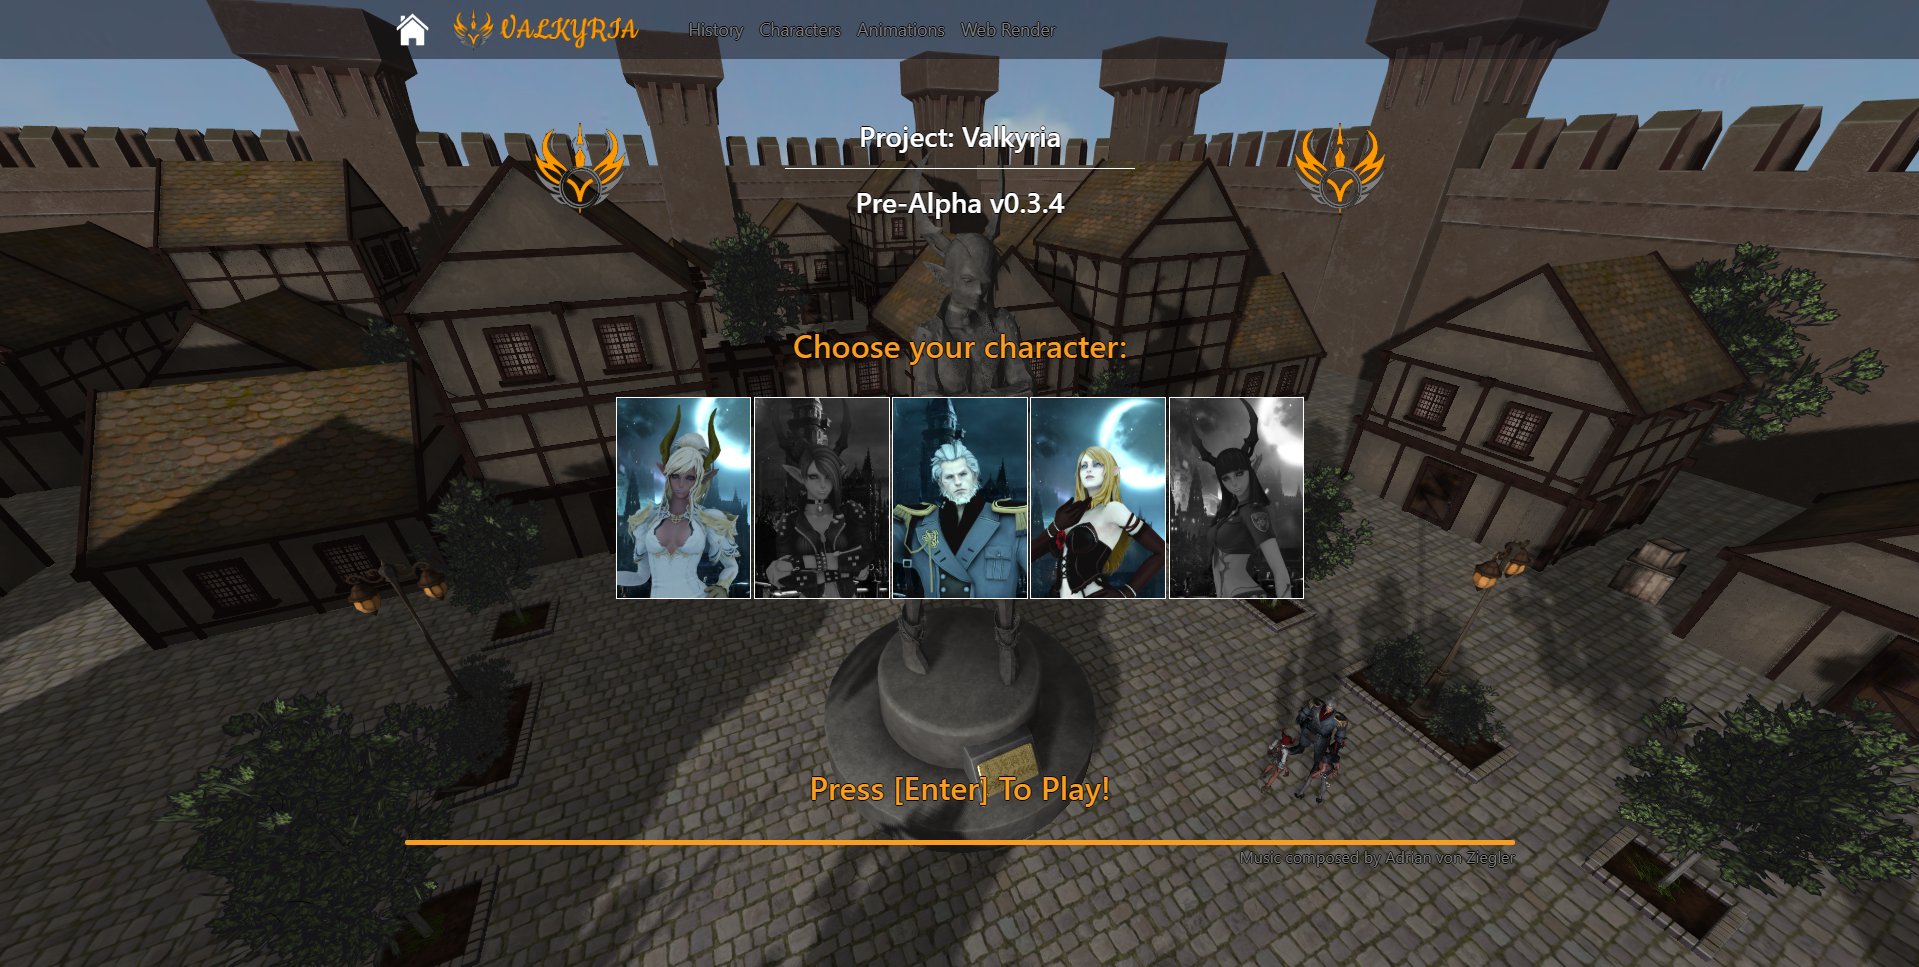 VALKYRIA
History Characters Animations Web Render
Project: Valkyria
Pre-Alpha v0.3.4
Choose your character:
Press [Enter] To Play!
Music composed by Adrian von Ziegler